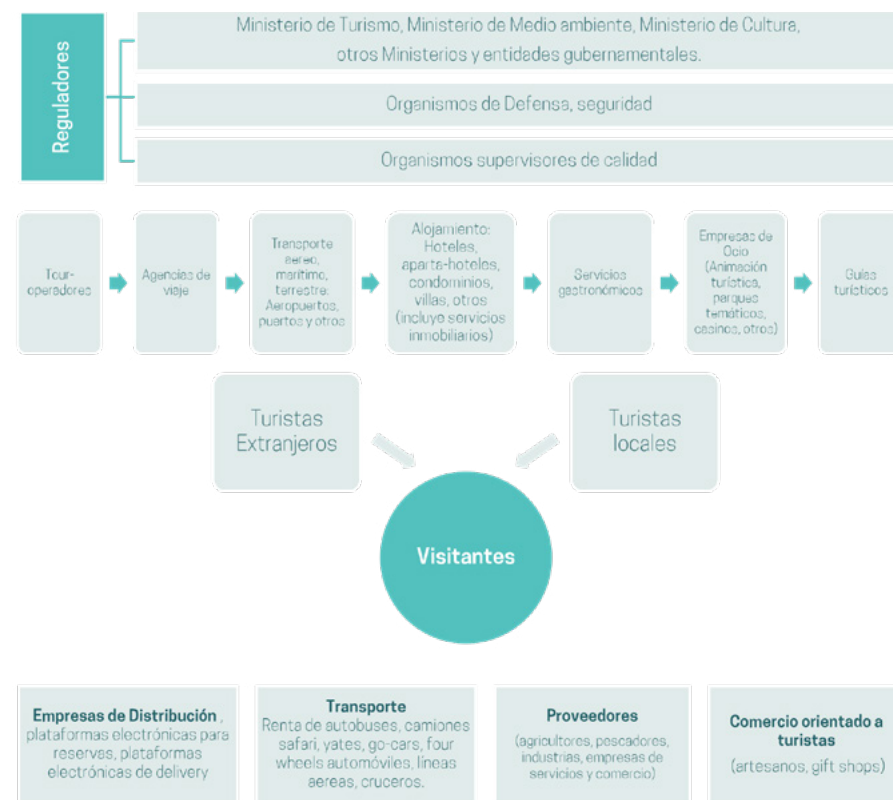 Reguladores
Ministerio de Turismo, Ministerio de Medio ambiente, Ministerio de Cultura,
otros Ministerios y entidades gubernamentales.
Organismos de Defensa, seguridad
Organismos supervisores de calidad
Tour-
operadores
Agencias de
viaje
Transporte
aereo,
marítimo,
terrestre:
Aeropuertos,
puertos y otros
Alojamiento:
Hoteles,
aparta-hoteles,
condominios,
villas, otros
(incluye servicios
inmobiliarios)
Servicios
gastronómicos
Empresas de
Ocio
(Animación
turística,
parques
temáticos,
casinos, otros)
Guías
turísticos
Turistas
Extranjeros
Turistas
locales
Visitantes
Empresas de Distribución ,
plataformas electrónicas para
reservas, plataformas
electrónicas de delivery
Transporte
Renta de autobuses, camiones
safari, yates, go-cars, four
wheels automóviles, líneas
aereas, cruceros.
Proveedores
(agricultores, pescadores,
industrias, empresas de
servicios y comercio)
Comercio orientado a
turistas
(artesanos, gift shops)